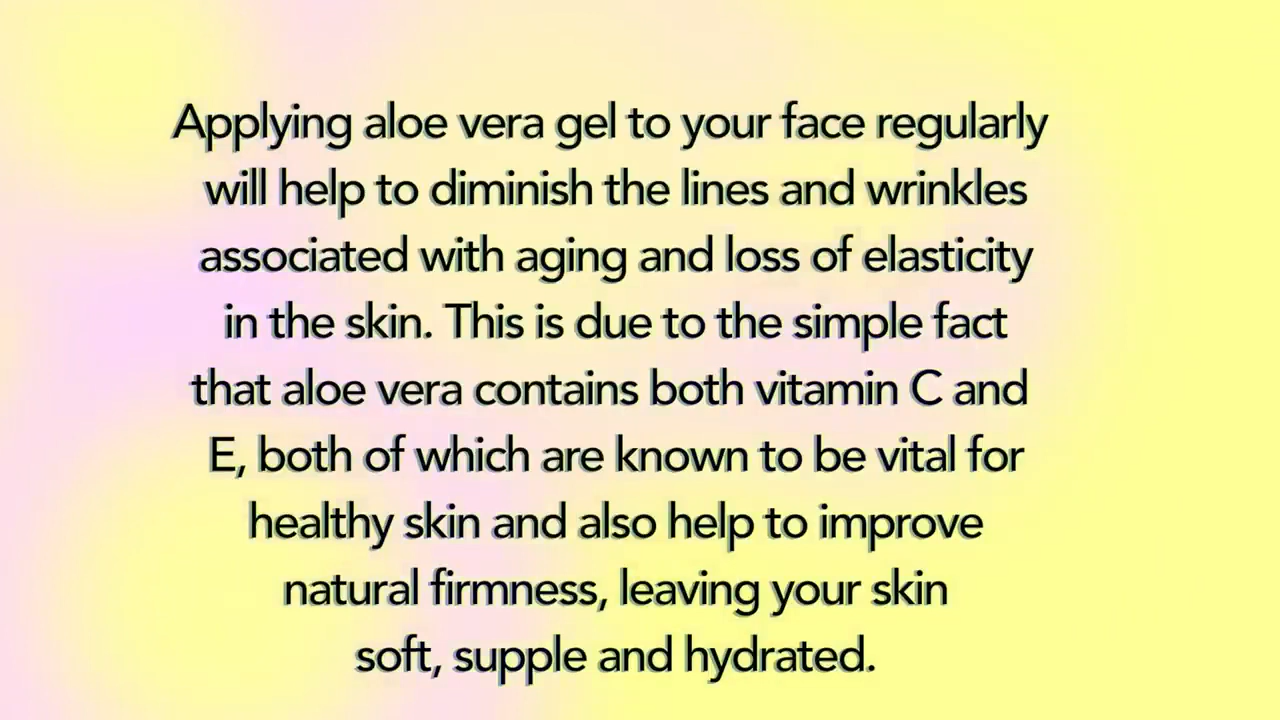 Applying aloe vera gel to your face regularly
will help to diminish the lines and wrinkles
associated with aging and loss of elasticity
in the skin. This is due to the simple fact
that aloe vera contains both vitamin C and
E, both of which are known to be vital for
healthy skin and also help to improve
natural firmness, leaving your skin
soft, supple and hydrated.